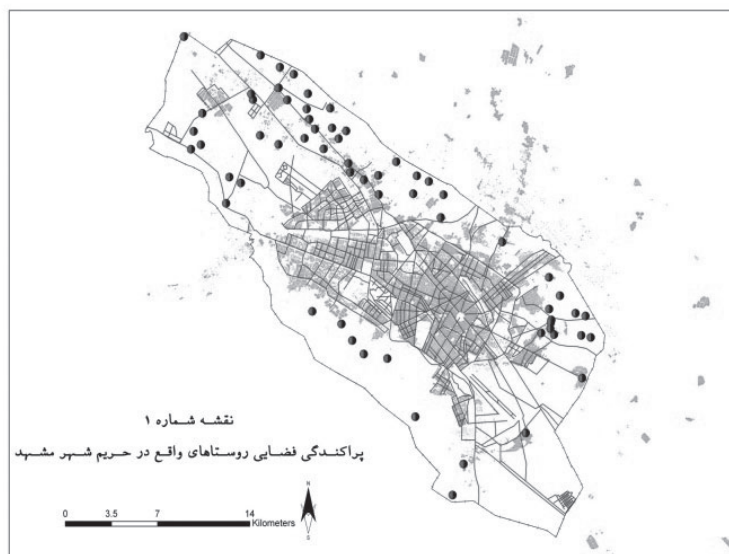 نقشه شماره ۱
پراکندگی فضایی روستاهای واقع در حریم شهر مشهد
N
S
0 3.5 7 14
Kilometers